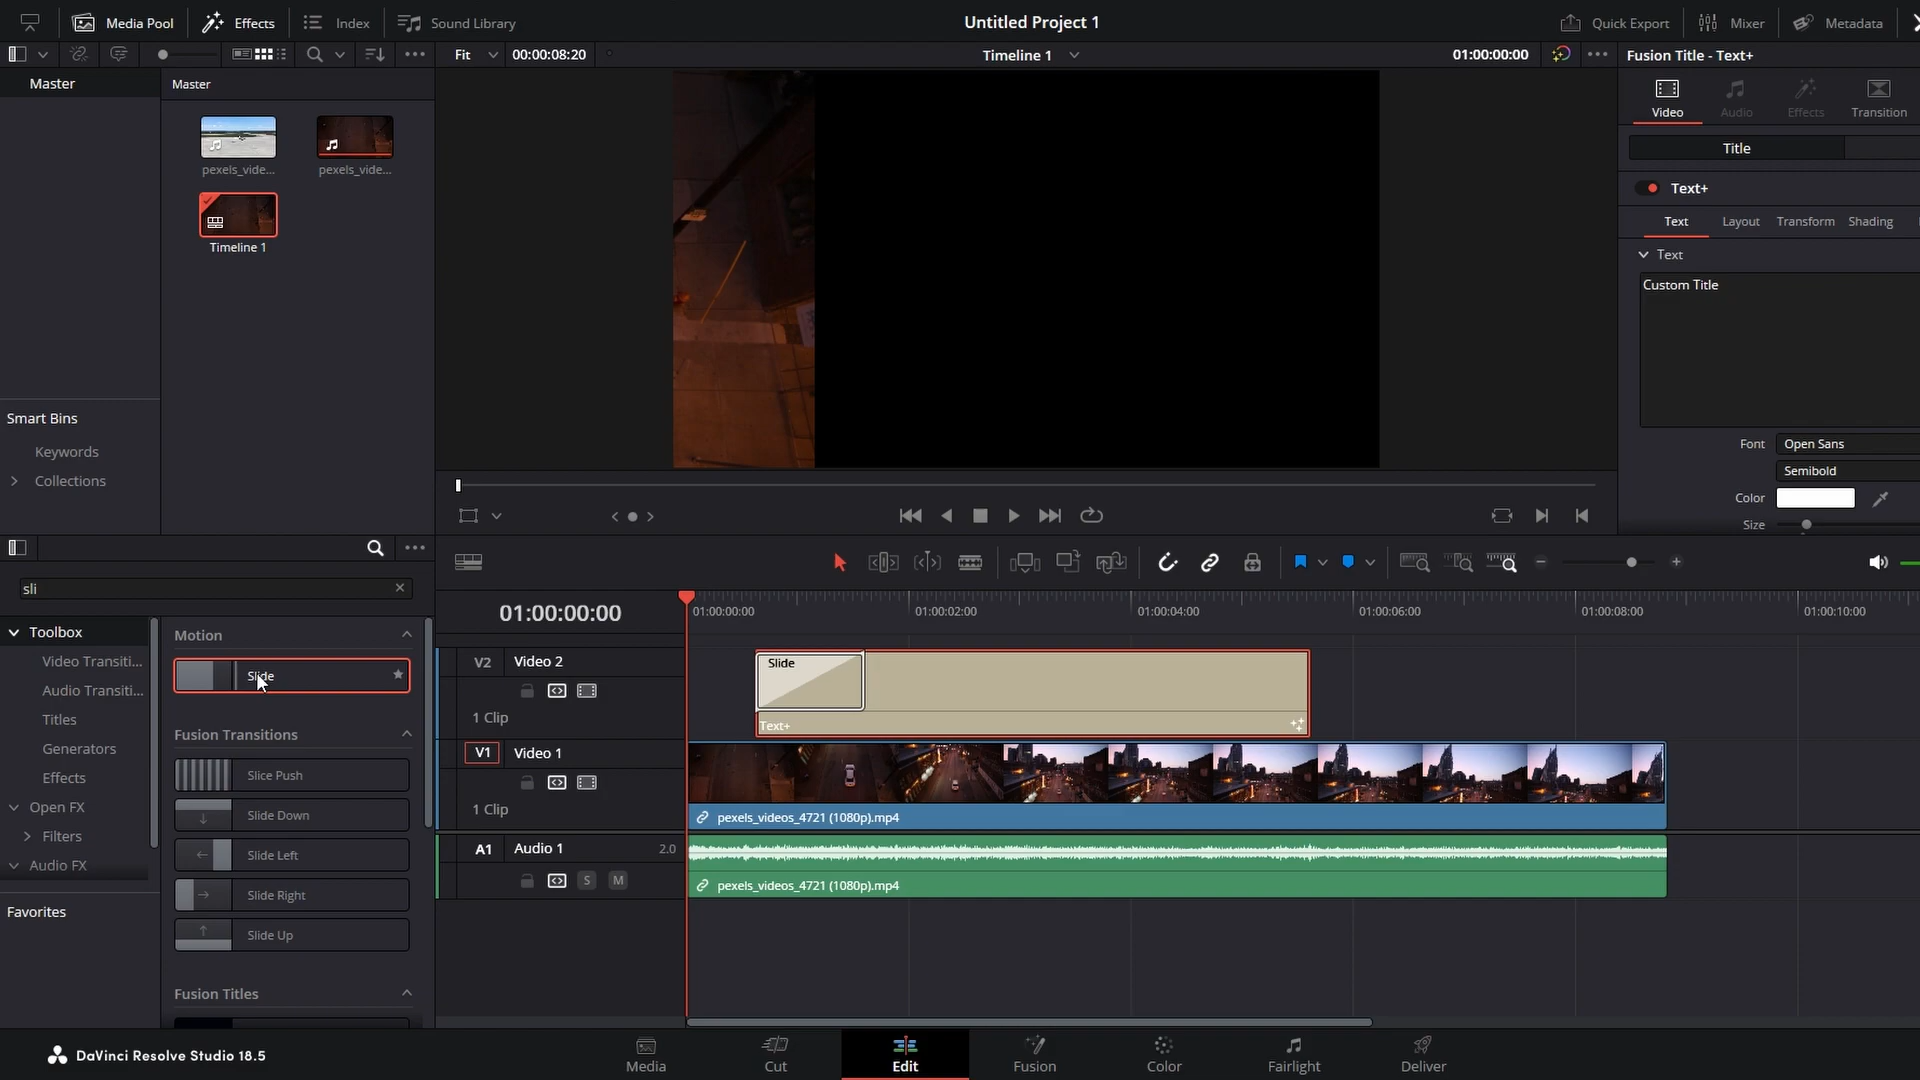 Media Pool
Effects
Index
Sound Library
Untitled Project 1
Quick Export
Mixer
Metadata
Fit
00:00:08:20
Timeline 1
01:00:00:00
Fusion Title - Text+
Master
Master
pexels_vide...
pexels_vide...
Timeline 1
Smart Bins
Keywords
Collections
Video
Audio
Effects
Transition
Title
Text+
Text
Layout
Transform
Shading
Text
Custom Title
Font
Open Sans
Semibold
Color
Size
sli
Toolbox
Video Transiti...
Audio Transiti...
Titles
Generators
Effects
Open FX
Filters
Audio FX
Favorites
Motion
Slide
Fusion Transitions
Slice Push
Slide Down
Slide Left
Slide Right
Slide Up
Fusion Titles
01:00:00:00
01:00:00:00
01:00:02:00
01:00:04:00
01:00:06:00
01:00:08:00
01:00:10:00
V2
Video 2
1 Clip
Slide
Text+
V1
Video 1
1 Clip
pexels_videos_4721 (1080p).mp4
A1
Audio 1
2.0
S
M
pexels_videos_4721 (1080p).mp4
DaVinci Resolve Studio 18.5
Media
Cut
Edit
Fusion
Color
Fairlight
Deliver